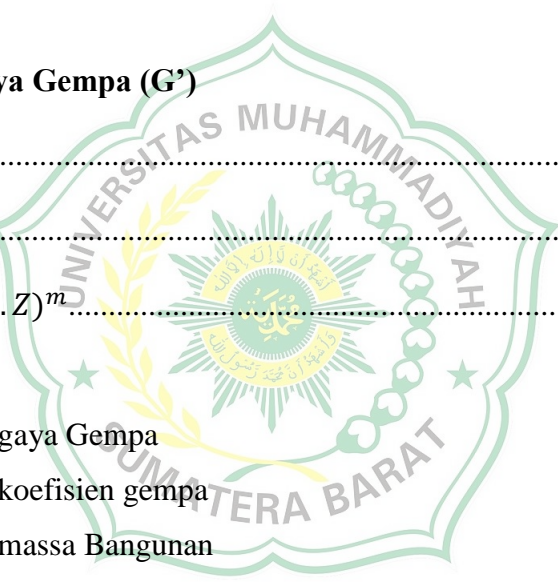 ya Gempa (G’)
UNIVERSITAS MUHAMMADIYAH
................................................................
................................................................
. Z)ᵐ................................................................
gaya Gempa
koefisien gempa
massa Bangunan
SUMATERA BARAT